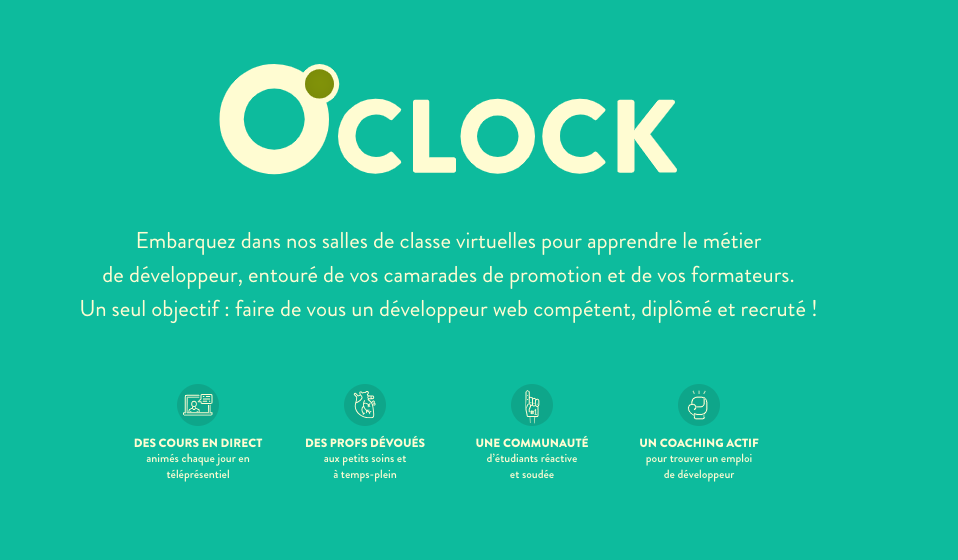 O'CLOCK
Embarquez dans nos salles de classe virtuelles pour apprendre le métier
de développeur, entouré de vos camarades de promotion et de vos formateurs.
Un seul objectif : faire de vous un développeur web compétent, diplômé et recruté !
DES COURS EN DIRECT
animés chaque jour en
téléprésentiel
DES PROFS DÉVOUÉS
aux petits soins et
à temps-plein
UNE COMMUNAUTÉ
d'étudiants réactive
et soudée
UN COACHING ACTIF
pour trouver un emploi
de développeur